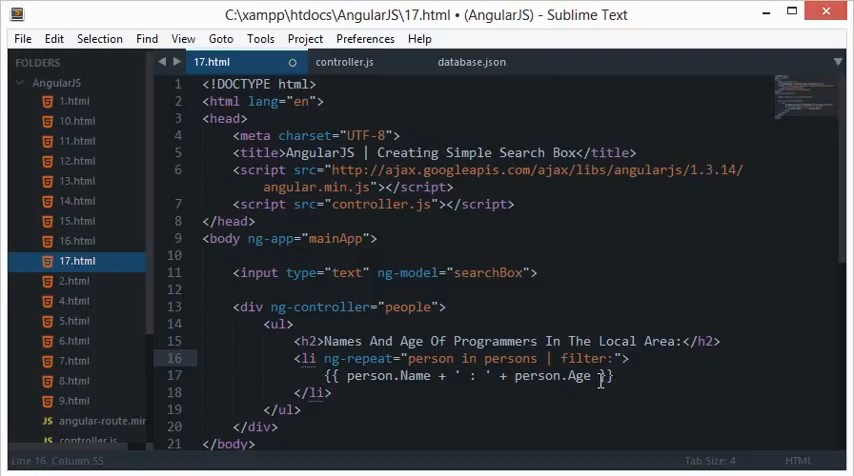 C:\xampp\htdocs\AngularJS\17.html • (AngularJS) - Sublime Text
File Edit Selection Find View Goto Tools Project Preferences Help
FOLDERS
AngularJS
1.html
10.html
11.html
12.html
13.html
14.html
15.html
16.html
17.html
2.html
4.html
5.html
6.html
7.html
8.html
9.html
angular-route.min
controller.js
17.html controller.js database.json
1 <!DOCTYPE html>
2 <html lang="en">
3 <head>
4 <meta charset="UTF-8">
5 <title>AngularJS | Creating Simple Search Box</title>
6 <script src="http://ajax.googleapis.com/ajax/libs/angularjs/1.3.14/
angular.min.js"></script>
7 <script src="controller.js"></script>
8 </head>
9 <body ng-app="mainApp">
10
11 <input type="text" ng-model="searchBox">
12
13 <div ng-controller="people">
14 <ul>
15 <h2>Names And Age Of Programmers In The Local Area:</h2>
16 <li ng-repeat="person in persons | filter:">
17 {{ person.Name + ' : ' + person.Age }}
18 </li>
19 </ul>
20 </div>
21 </body>
Line 16, Column 55 Tab Size: 4 HTML